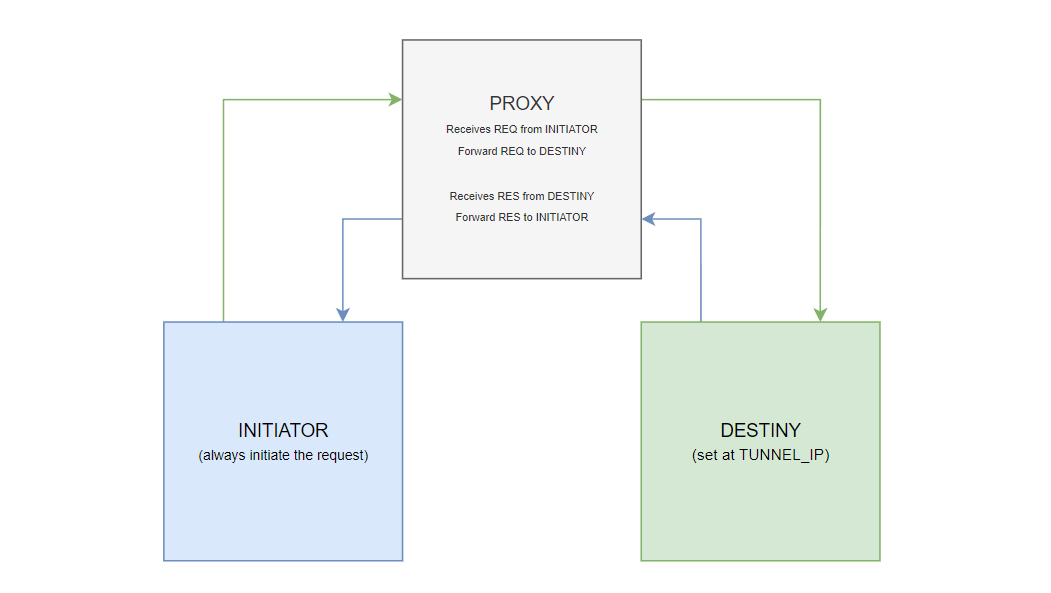 PROXY
Receives REQ from INITIATOR
Forward REQ to DESTINY
Receives RES from DESTINY
Forward RES to INITIATOR
INITIATOR
(always initiate the request)
DESTINY
(set at TUNNEL_IP)